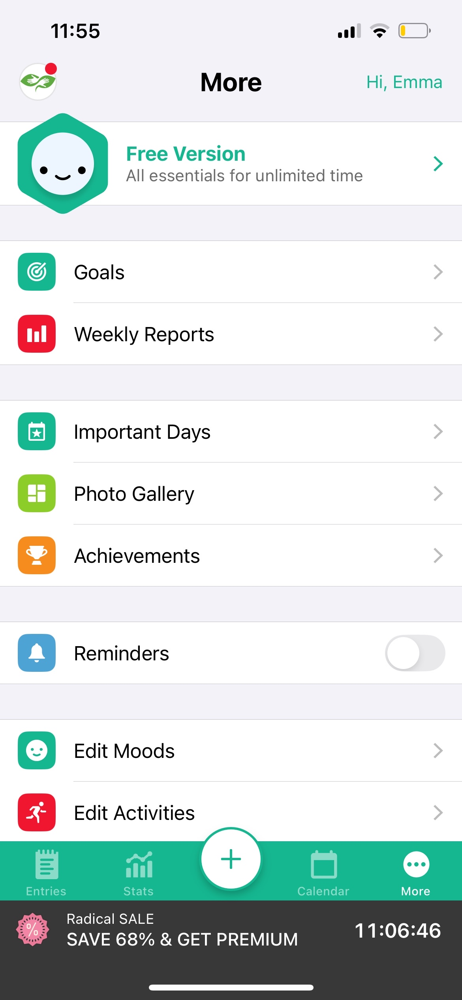 11:55
More
Hi, Emma
Free Version
All essentials for unlimited time
Goals
Weekly Reports
Important Days
Photo Gallery
Achievements
Reminders
Edit Moods
Edit Activities
Entries
Stats
Calendar
More
Radical SALE
SAVE 68% & GET PREMIUM
11:06:46